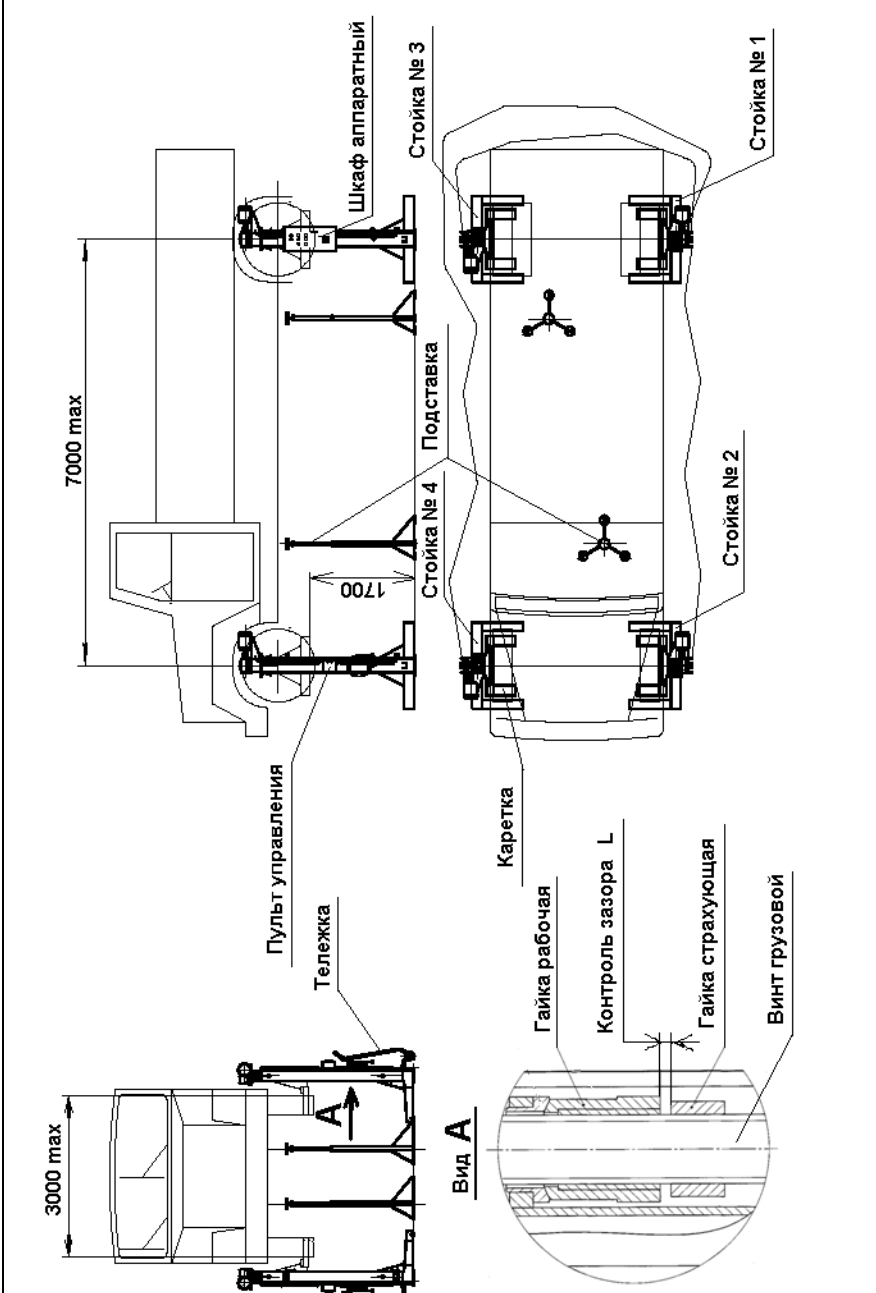 7000 max
Шкаф аппаратный
Стойка № 3
Стойка № 1
Подставка
Стойка № 4
Стойка № 2
1700
Пульт управления
Каретка
Тележка
3000 max
А
Вид А
Гайка рабочая
Контроль зазора L
Гайка страхующая
Винт грузовой